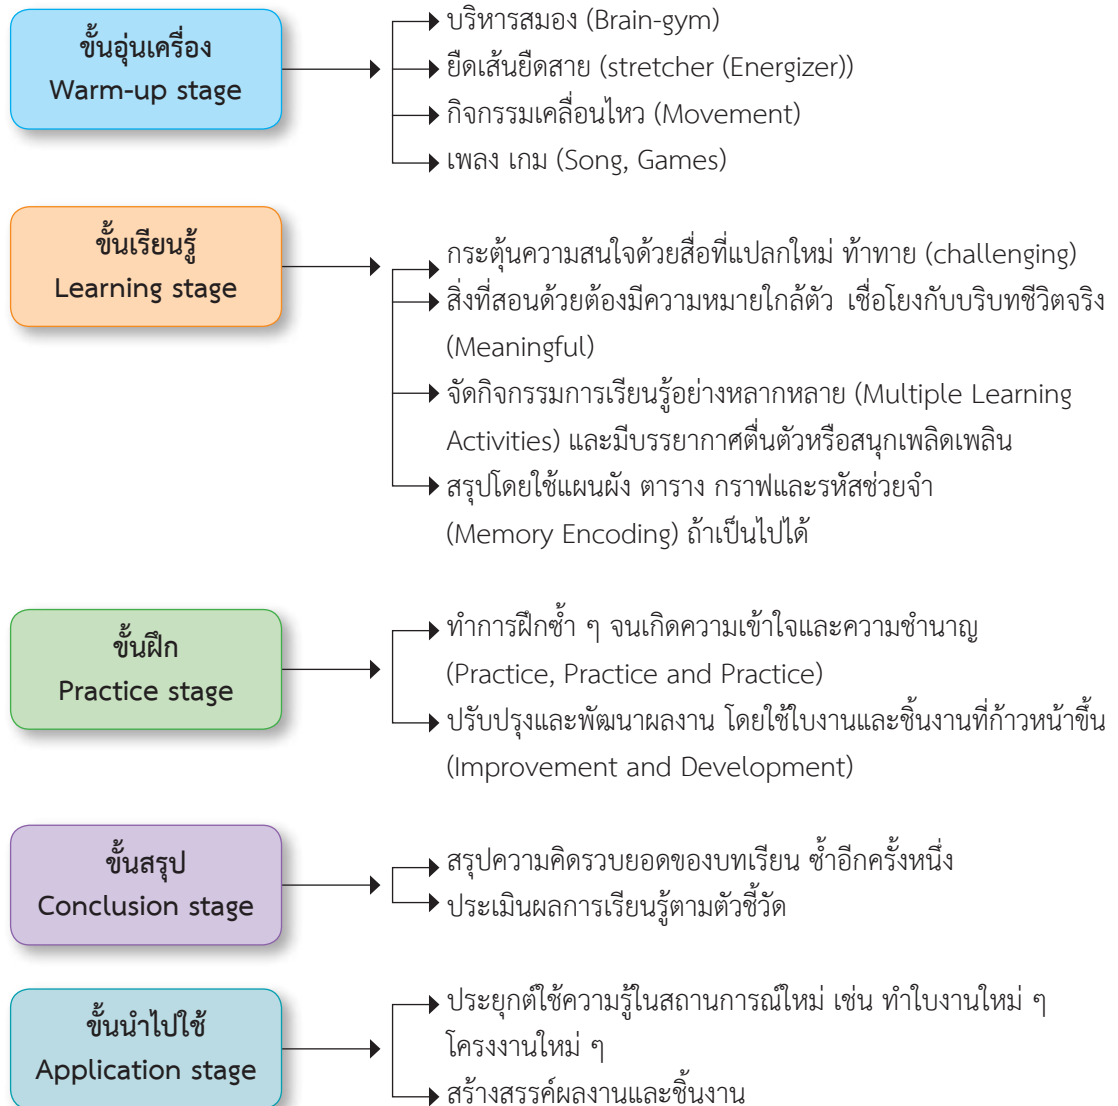 ขั้นอุ่นเครื่อง
Warm-up stage
บริหารสมอง (Brain-gym)
ยืดเส้นยืดสาย (stretcher (Energizer))
กิจกรรมเคลื่อนไหว (Movement)
เพลง เกม (Song, Games)
ขั้นเรียนรู้
Learning stage
กระตุ้นความสนใจด้วยสื่อที่แปลกใหม่ ท้าทาย (challenging)
สิ่งที่สอนด้วยต้องมีความหมายใกล้ตัว เชื่อโยงกับบริบทชีวิตจริง
(Meaningful)
จัดกิจกรรมการเรียนรู้อย่างหลากหลาย (Multiple Learning
Activities) และมีบรรยากาศตื่นตัวหรือสนุกเพลิดเพลิน
สรุปโดยใช้แผนผัง ตาราง กราฟและรหัสช่วยจำ
(Memory Encoding) ถ้าเป็นไปได้
ขั้นฝึก
Practice stage
ทำการฝึกซ้ำ ๆ จนเกิดความเข้าใจและความชำนาญ
(Practice, Practice and Practice)
ปรับปรุงและพัฒนาผลงาน โดยใช้ใบงานและชิ้นงานที่ก้าวหน้าขึ้น
(Improvement and Development)
ขั้นสรุป
Conclusion stage
สรุปความคิดรวบยอดของบทเรียน ซ้ำอีกครั้งหนึ่ง
ประเมินผลการเรียนรู้ตามตัวชี้วัด
ขั้นนำไปใช้
Application stage
ประยุกต์ใช้ความรู้ในสถานการณ์ใหม่ เช่น ทำใบงานใหม่ ๆ
โครงงานใหม่ ๆ
สร้างสรรค์ผลงานและชิ้นงาน